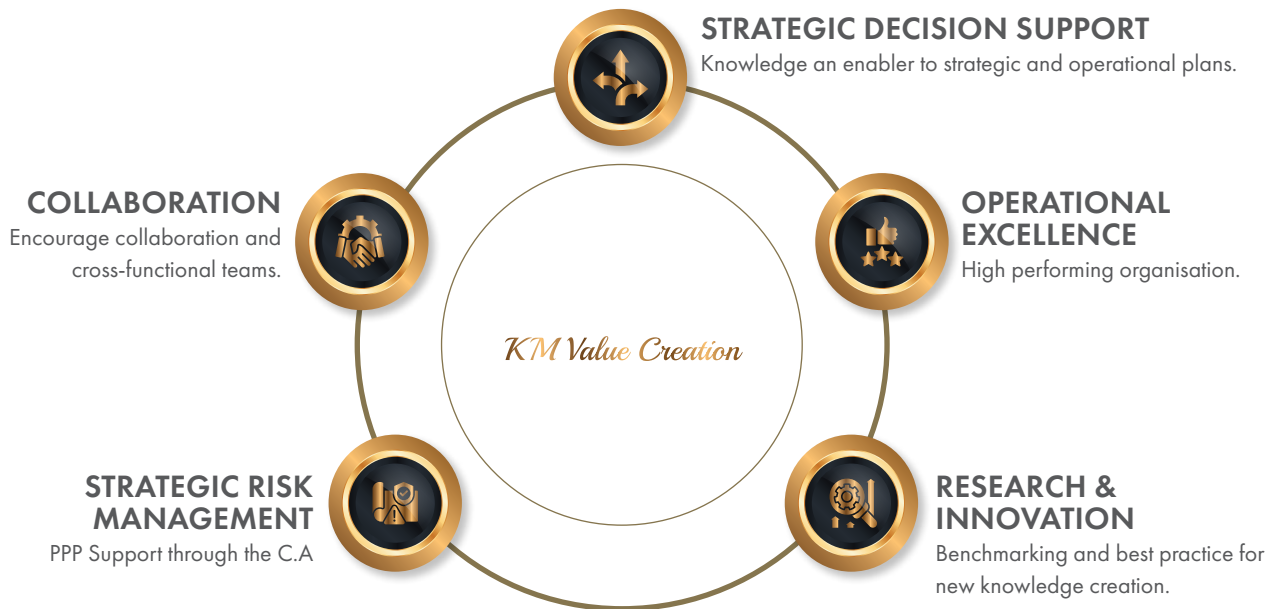 STRATEGIC DECISION SUPPORT
Knowledge an enabler to strategic and operational plans.
COLLABORATION
Encourage collaboration and
cross-functional teams.
OPERATIONAL
EXCELLENCE
High performing organisation.
KM Value Creation
STRATEGIC RISK
MANAGEMENT
PPP Support through the C.A
RESEARCH &
INNOVATION
Benchmarking and best practice for
new knowledge creation.